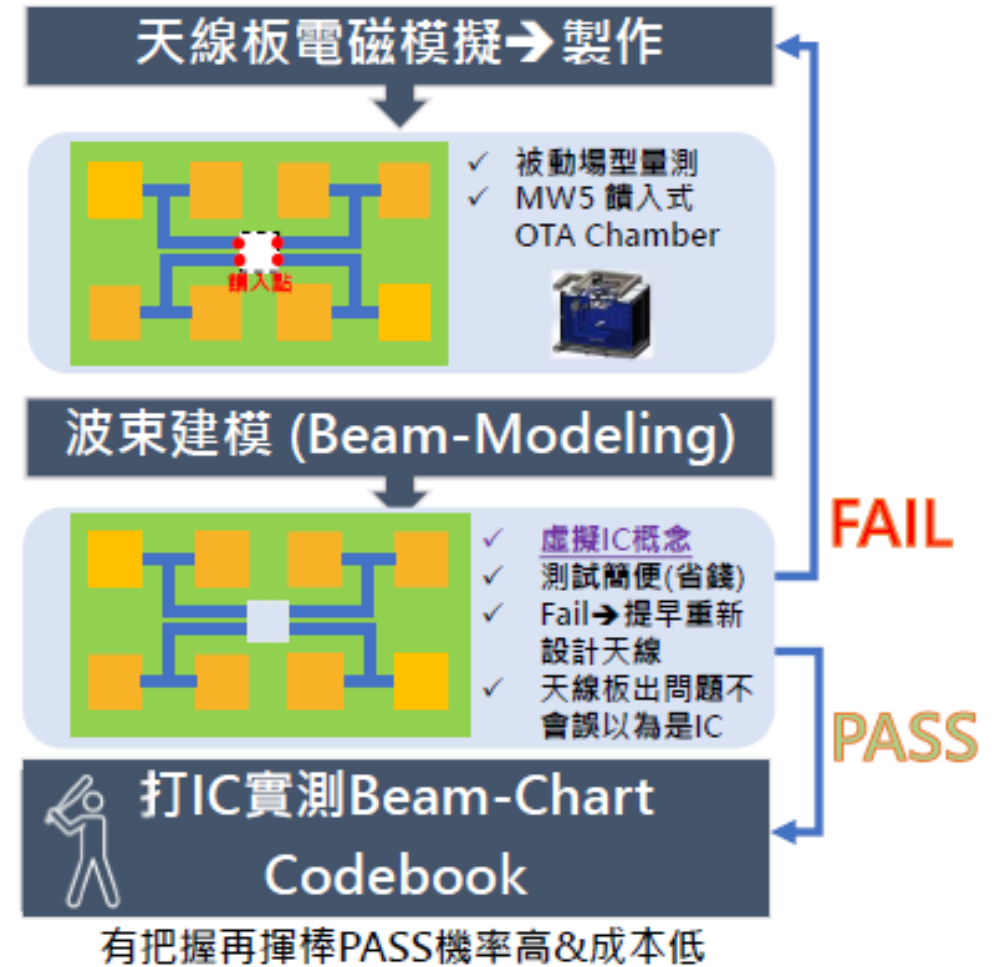 天線板電磁模擬➔製作
✓ 被動場型量測
✓ MW5 饋入式
OTA Chamber
饋入點
波束建模 (Beam-Modeling)
✓ 虛擬IC概念
✓ 測試簡便(省錢)
✓ Fail➔提早重新
設計天線
✓ 天線板出問題不
會誤以為是IC
FAIL
PASS
打IC實測Beam-Chart
Codebook
有把握再揮棒PASS機率高&成本低